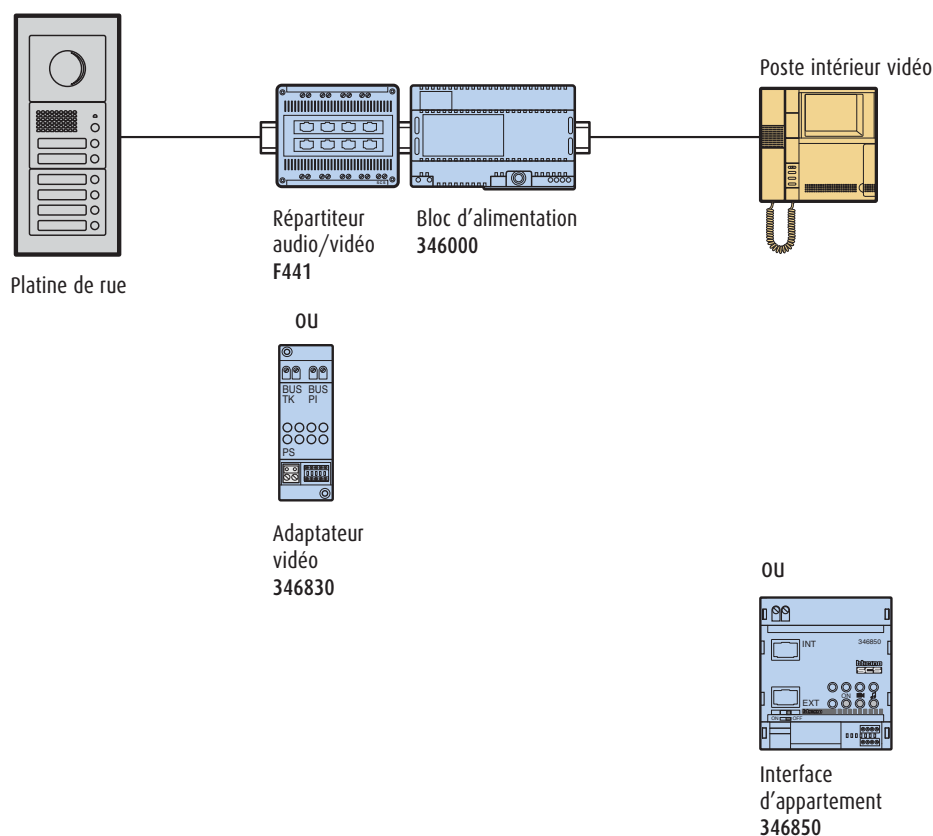 Poste intérieur vidéo
Platine de rue
Répartiteur
audio/vidéo
F441
Bloc d'alimentation
346000
ou
BUS BUS
TK PI
PS
Adaptateur
vidéo
346830
ou
INT
346850
EXT
ON
ON OFF
Interface
d'appartement
346850